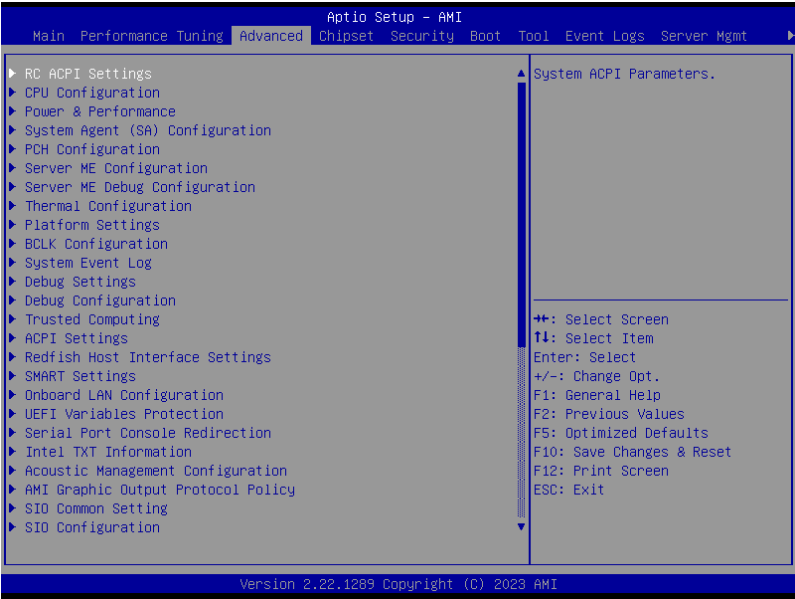 Aptio Setup – AMI
Main Performance Tuning Advanced Chipset Security Boot Tool Event Logs Server Mgmt
RC ACPI Settings
CPU Configuration
Power & Performance
System Agent (SA) Configuration
PCH Configuration
Server ME Configuration
Server ME Debug Configuration
Thermal Configuration
Platform Settings
BCLK Configuration
System Event Log
Debug Settings
Debug Configuration
Trusted Computing
ACPI Settings
Redfish Host Interface Settings
SMART Settings
Onboard LAN Configuration
UEFI Variables Protection
Serial Port Console Redirection
Intel TXT Information
Acoustic Management Configuration
AMI Graphic Output Protocol Policy
SIO Common Setting
SIO Configuration
System ACPI Parameters.
→←: Select Screen
↑↓: Select Item
Enter: Select
+/-: Change Opt.
F1: General Help
F2: Previous Values
F5: Optimized Defaults
F10: Save Changes & Reset
F12: Print Screen
ESC: Exit
Version 2.22.1289 Copyright (C) 2023 AMI